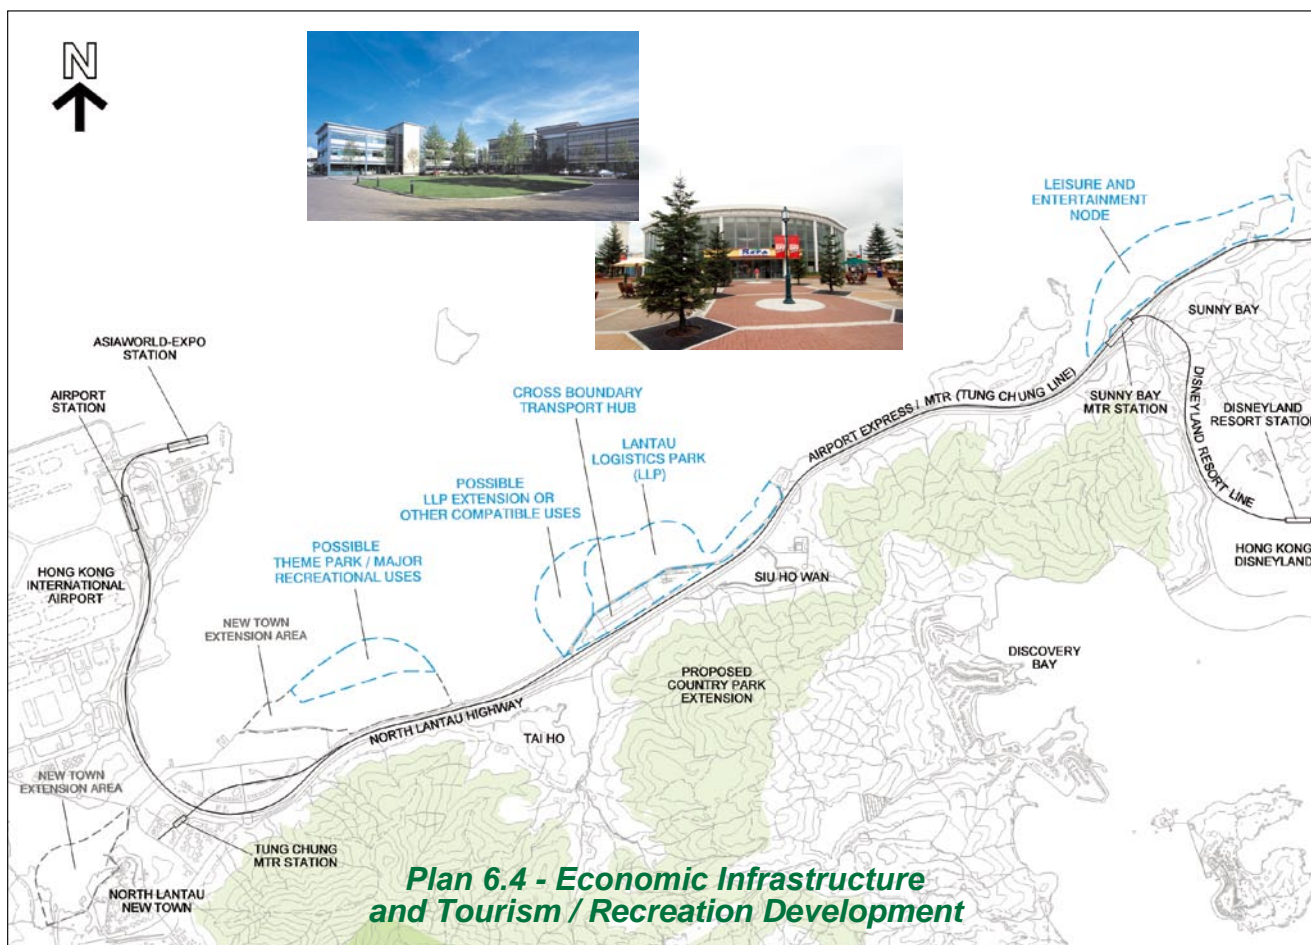 N
LEISURE AND
ENTERTAINMENT
NODE
SUNNY BAY
ASIAWORLD-EXPO
STATION
AIRPORT
STATION
CROSS BOUNDARY
TRANSPORT HUB
AIRPORT EXPRESS / MTR (TUNG CHUNG LINE)
SUNNY BAY
MTR STATION
DISNEYLAND RESORT LINE
DISNEYLAND
RESORT STATION
LANTAU
LOGISTICS PARK
(LLP)
POSSIBLE
LLP EXTENSION OR
OTHER COMPATIBLE USES
POSSIBLE
THEME PARK / MAJOR
RECREATIONAL USES
HONG KONG
INTERNATIONAL
AIRPORT
HONG KONG
DISNEYLAND
SIU HO WAN
NEW TOWN
EXTENSION AREA
DISCOVERY
BAY
PROPOSED
COUNTRY PARK
EXTENSION
NORTH LANTAU HIGHWAY
TAI HO
NEW TOWN
EXTENSION AREA
TUNG CHUNG
MTR STATION
NORTH LANTAU
NEW TOWN
Plan 6.4 - Economic Infrastructure
and Tourism / Recreation Development